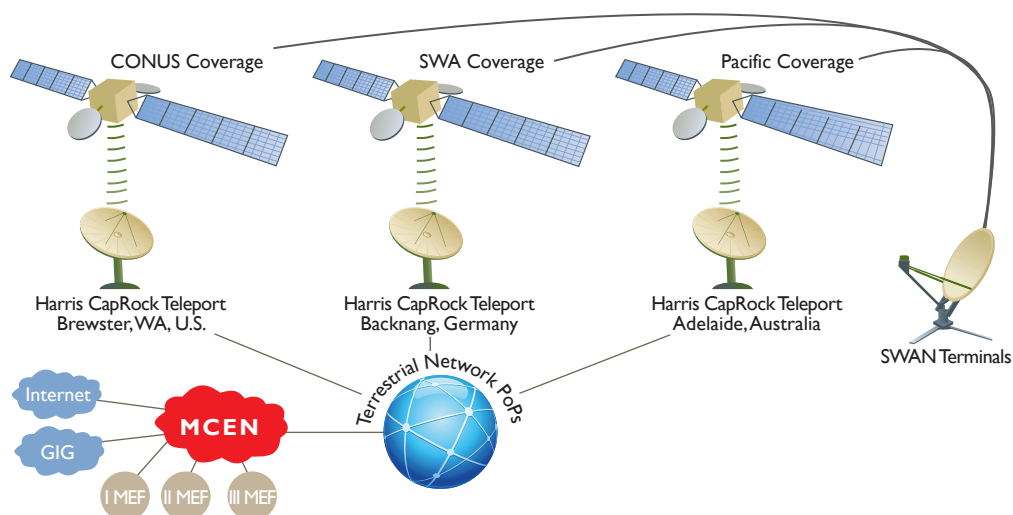 CONUS Coverage
SWA Coverage
Pacific Coverage
Harris CapRock Teleport
Brewster, WA, U.S.
Harris CapRock Teleport
Backnang, Germany
Harris CapRock Teleport
Adelaide, Australia
SWAN Terminals
Terrestrial Network PoPs
Internet
MCEN
GIG
I MEF
II MEF
III MEF